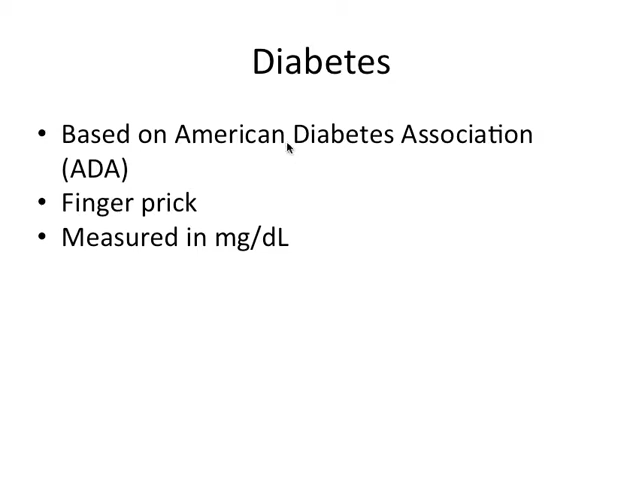 Diabetes
• Based on American Diabetes Association
(ADA)
• Finger prick
• Measured in mg/dL